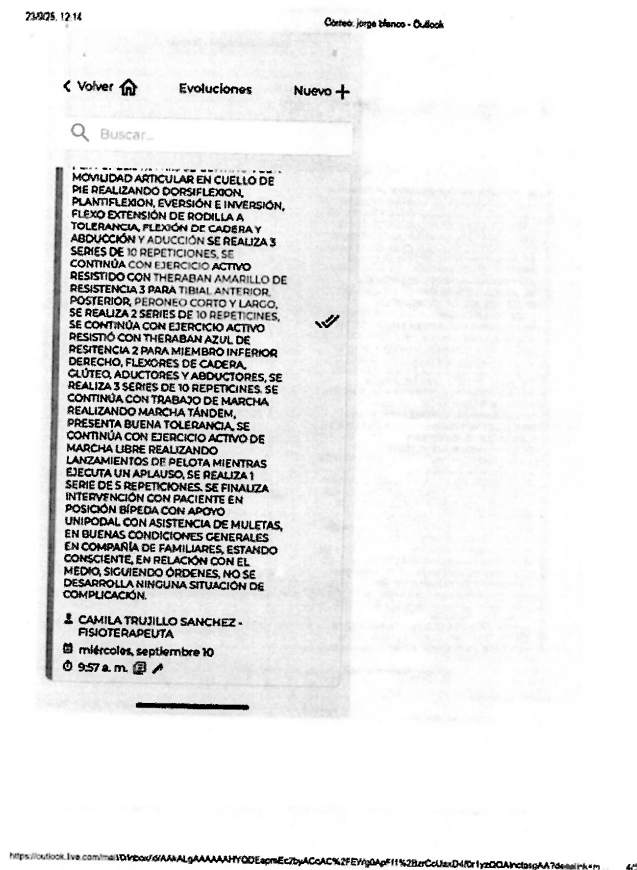 23/9/25, 12:14
Correo: jorge blanco - Outlook
Volver
Evoluciones
Nuevo +
Buscar...
MOVILIDAD ARTICULAR EN CUELLO DE
PIE REALIZANDO DORSIFLEXION,
PLANTIFLEXION, EVERSIÓN E INVERSIÓN,
FLEXO EXTENSIÓN DE RODILLA A
TOLERANCIA, FLEXIÓN DE CADERA Y
ABDUCCIÓN Y ADUCCIÓN SE REALIZA 3
SERIES DE 10 REPETICIONES, SE
CONTINÚA CON EJERCICIO ACTIVO
RESISTIDO CON THERABAN AMARILLO DE
RESISTENCIA 3 PARA TIBIAL ANTERIOR,
POSTERIOR, PERONEO CORTO Y LARGO,
SE REALIZA 2 SERIES DE 10 REPETICINES,
SE CONTINÚA CON EJERCICIO ACTIVO
RESISTIÓ CON THERABAN AZUL DE
RESITENCIA 2 PARA MIEMBRO INFERIOR
DERECHO, FLEXORES DE CADERA,
GLÚTEO, ADUCTORES Y ABDUCTORES, SE
REALIZA 3 SERIES DE 10 REPETICINES. SE
CONTINÚA CON TRABAJO DE MARCHA
REALIZANDO MARCHA TÁNDEM,
PRESENTA BUENA TOLERANCIA, SE
CONTINÚA CON EJERCICIO ACTIVO DE
MARCHA LIBRE REALIZANDO
LANZAMIENTOS DE PELOTA MIENTRAS
EJECUTA UN APLAUSO, SE REALIZA 1
SERIE DE 5 REPETICIONES. SE FINALIZA
INTERVENCIÓN CON PACIENTE EN
POSICIÓN BÍPEDA CON APOYO
UNIPODAL CON ASISTENCIA DE MULETAS,
EN BUENAS CONDICIONES GENERALES
EN COMPAÑÍA DE FAMILIARES, ESTANDO
CONSCIENTE, EN RELACIÓN CON EL
MEDIO, SIGUIENDO ÓRDENES, NO SE
DESARROLLA NINGUNA SITUACIÓN DE
COMPLICACIÓN.
CAMILA TRUJILLO SANCHEZ -
FISIOTERAPEUTA
miércoles, septiembre 10
9:57 a. m.